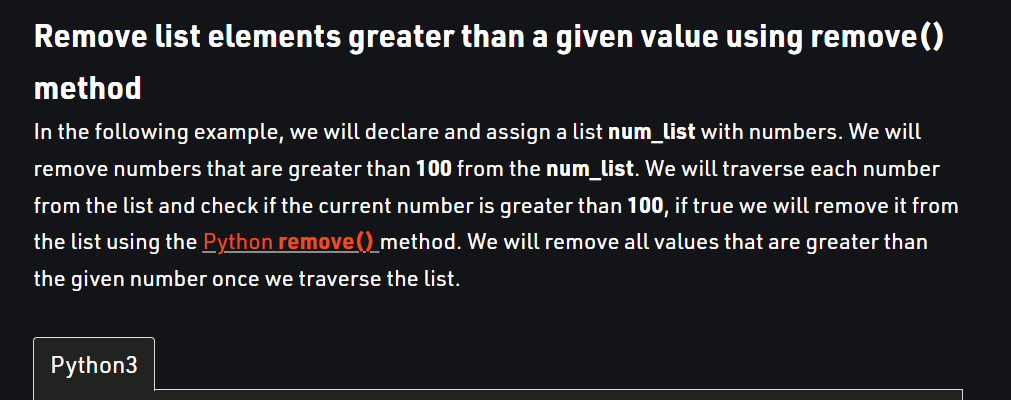 Remove list elements greater than a given value using remove()
method
In the following example, we will declare and assign a list num_list with numbers. We will
remove numbers that are greater than 100 from the num_list. We will traverse each number
from the list and check if the current number is greater than 100, if true we will remove it from
the list using the Python remove() method. We will remove all values that are greater than
the given number once we traverse the list.
Python3